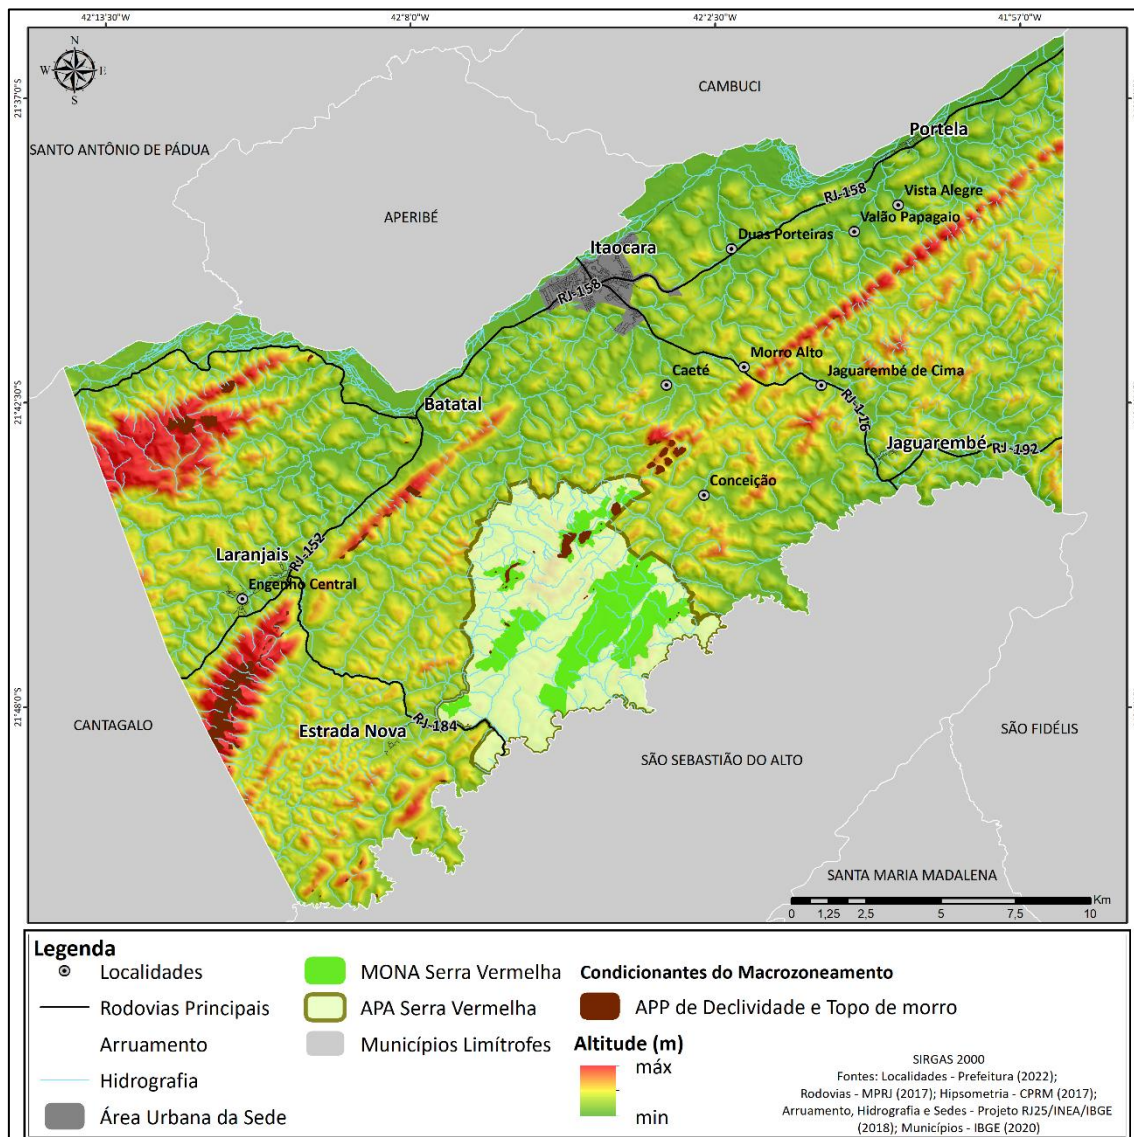 42°13'30"W
42°8'0"W
42°2'30"W
41°57'0"W
N
W
E
S
21°37'0"S
21°42'30"S
21°48'0"S
CAMBUCI
SANTO ANTÔNIO DE PÁDUA
APERIBÉ
Portela
RJ-158
Vista Alegre
Valão Papagaio
Duas Porteiras
Itaocara
RJ-158
Morro Alto
Caeté
Jaguarembé de Cima
Batatal
RJ-1-16
Jaguarembé
RJ-192
Conceição
RJ-152
Laranjais
Engenho Central
CANTAGALO
RJ-184
Estrada Nova
SÃO FIDÉLIS
SÃO SEBASTIÃO DO ALTO
SANTA MARIA MADALENA
Km
0 1,25 2,5 5 7,5 10
Legenda
Localidades
Rodovias Principais
Arruamento
Hidrografia
Área Urbana da Sede
MONA Serra Vermelha
APA Serra Vermelha
Municípios Limítrofes
Condicionantes do Macrozoneamento
APP de Declividade e Topo de morro
Altitude (m)
máx
min
SIRGAS 2000
Fontes: Localidades - Prefeitura (2022);
Rodovias - MPRJ (2017); Hipsometria - CPRM (2017);
Arruamento, Hidrografia e Sedes - Projeto RJ25/INEA/IBGE
(2018); Municípios - IBGE (2020)